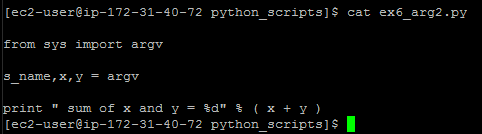 [ec2-user@ip-172-31-40-72 python_scripts]$ cat ex6_arg2.py
from sys import argv
s_name,x,y = argv
print " sum of x and y = %d" % ( x + y )
[ec2-user@ip-172-31-40-72 python_scripts]$